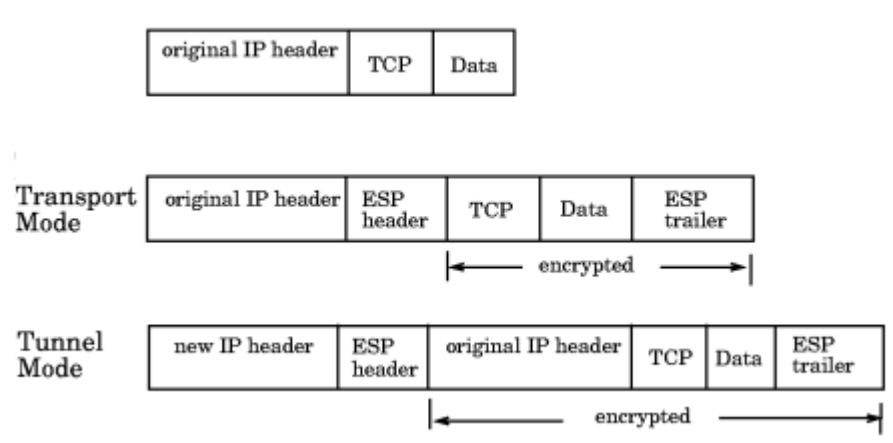 original IP header TCP Data
Transport Mode
original IP header ESP header TCP Data ESP trailer
encrypted
Tunnel Mode
new IP header ESP header original IP header TCP Data ESP trailer
encrypted